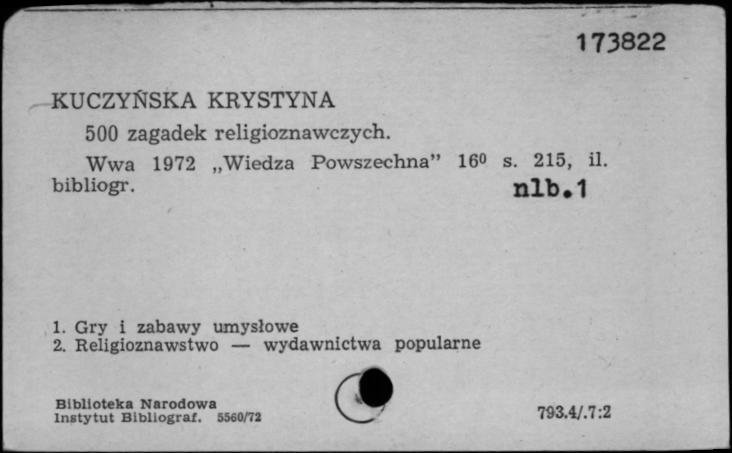 173822
KUCZYŃSKA KRYSTYNA
500 zagadek religioznawczych.
Wwa 1972 „Wiedza Powszechna” 16⁰ s. 215, il.
bibliogr.
nlb.1
1. Gry i zabawy umysłowe
2. Religioznawstwo — wydawnictwa popularne
Biblioteka Narodowa
Instytut Bibliograf. 5560/72
793.4/.7:2